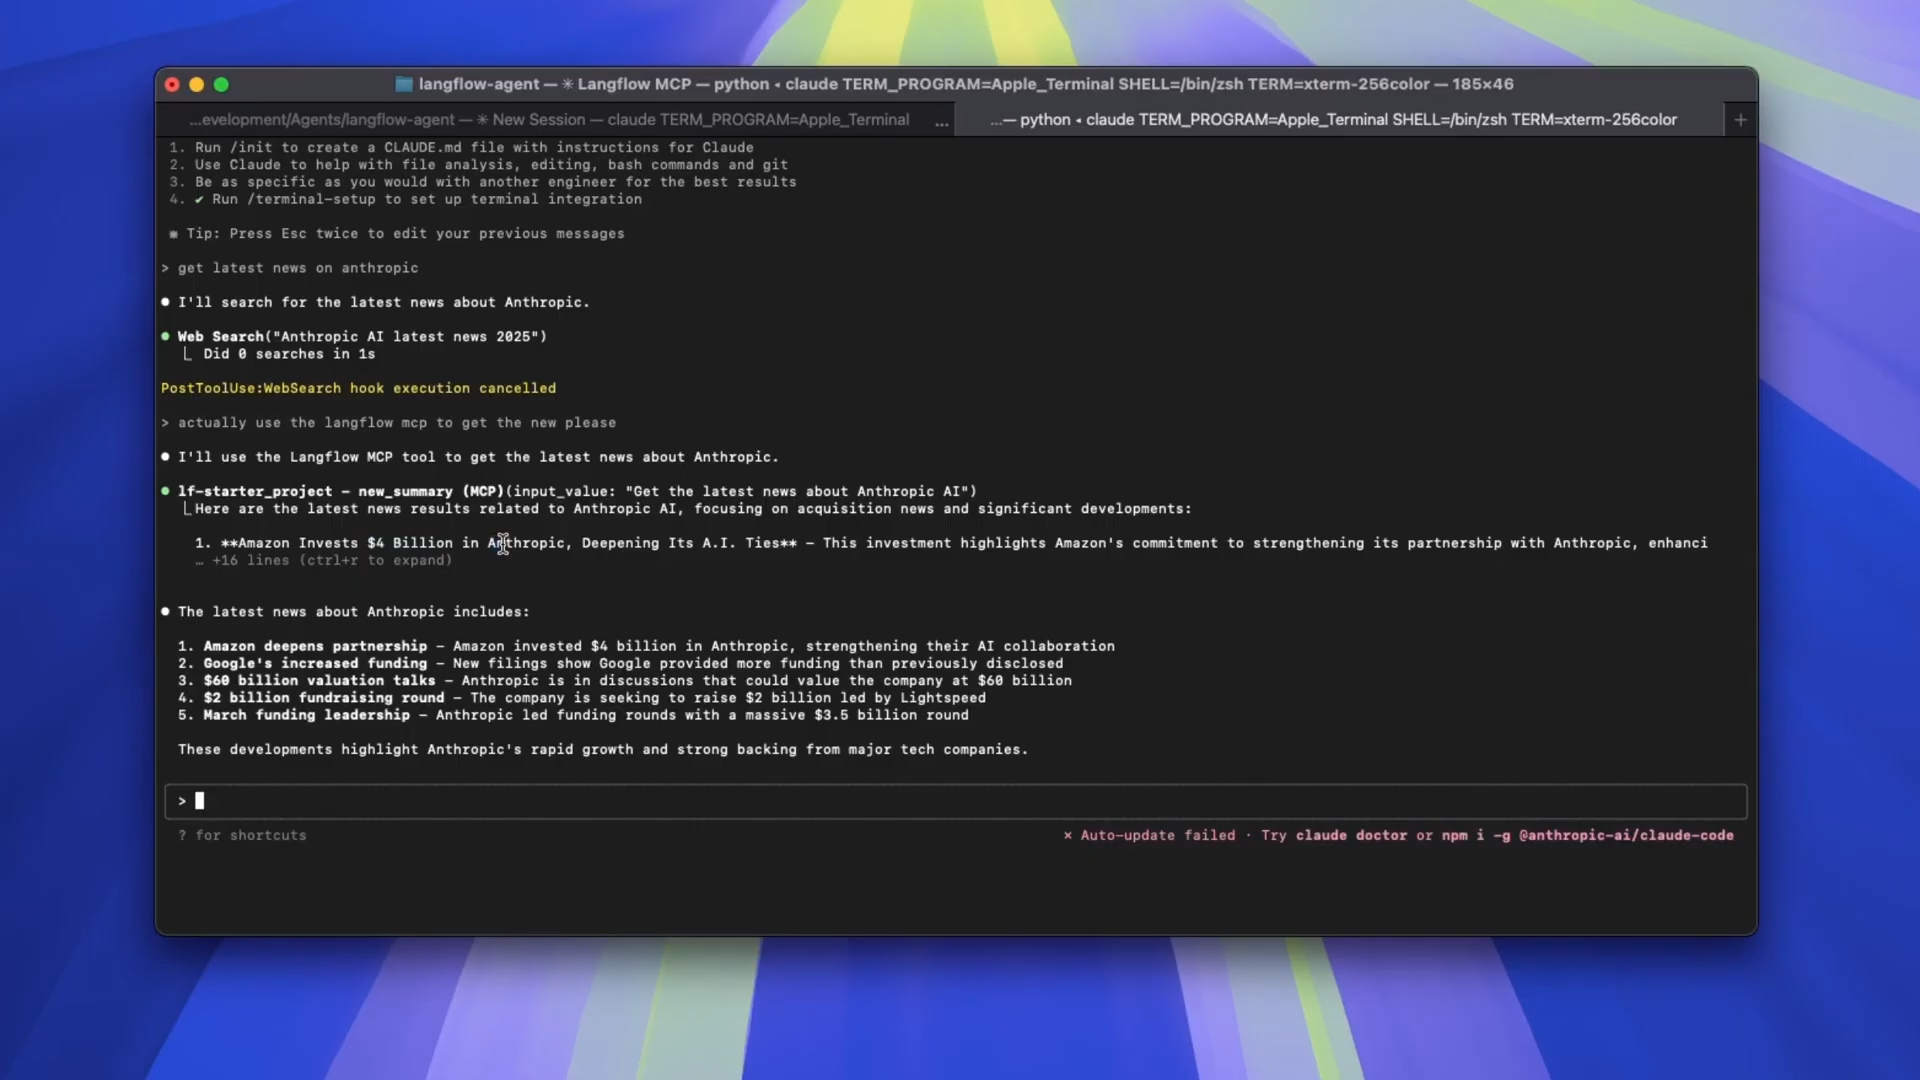 langflow-agent — ✳ Langflow MCP — python ◂ claude TERM_PROGRAM=Apple_Terminal SHELL=/bin/zsh TERM=xterm-256color — 185×46
...evelopment/Agents/langflow-agent — ✳ New Session — claude TERM_PROGRAM=Apple_Terminal ...
...— python ◂ claude TERM_PROGRAM=Apple_Terminal SHELL=/bin/zsh TERM=xterm-256color +
1. Run /init to create a CLAUDE.md file with instructions for Claude
2. Use Claude to help with file analysis, editing, bash commands and git
3. Be as specific as you would with another engineer for the best results
4. ✔ Run /terminal-setup to set up terminal integration
※ Tip: Press Esc twice to edit your previous messages
> get latest news on anthropic
● I'll search for the latest news about Anthropic.
● Web Search("Anthropic AI latest news 2025")
⎿ Did 0 searches in 1s
PostToolUse:WebSearch hook execution cancelled
> actually use the langflow mcp to get the new please
● I'll use the Langflow MCP tool to get the latest news about Anthropic.
● lf-starter_project - new_summary (MCP)(input_value: "Get the latest news about Anthropic AI")
⎿ Here are the latest news results related to Anthropic AI, focusing on acquisition news and significant developments:
1. **Amazon Invests $4 Billion in Anthropic, Deepening Its A.I. Ties** – This investment highlights Amazon's commitment to strengthening its partnership with Anthropic, enhanci
… +16 lines (ctrl+r to expand)
● The latest news about Anthropic includes:
1. Amazon deepens partnership – Amazon invested $4 billion in Anthropic, strengthening their AI collaboration
2. Google's increased funding – New filings show Google provided more funding than previously disclosed
3. $60 billion valuation talks – Anthropic is in discussions that could value the company at $60 billion
4. $2 billion fundraising round – The company is seeking to raise $2 billion led by Lightspeed
5. March funding leadership – Anthropic led funding rounds with a massive $3.5 billion round
These developments highlight Anthropic's rapid growth and strong backing from major tech companies.
>
? for shortcuts
× Auto-update failed · Try claude doctor or npm i -g @anthropic-ai/claude-code